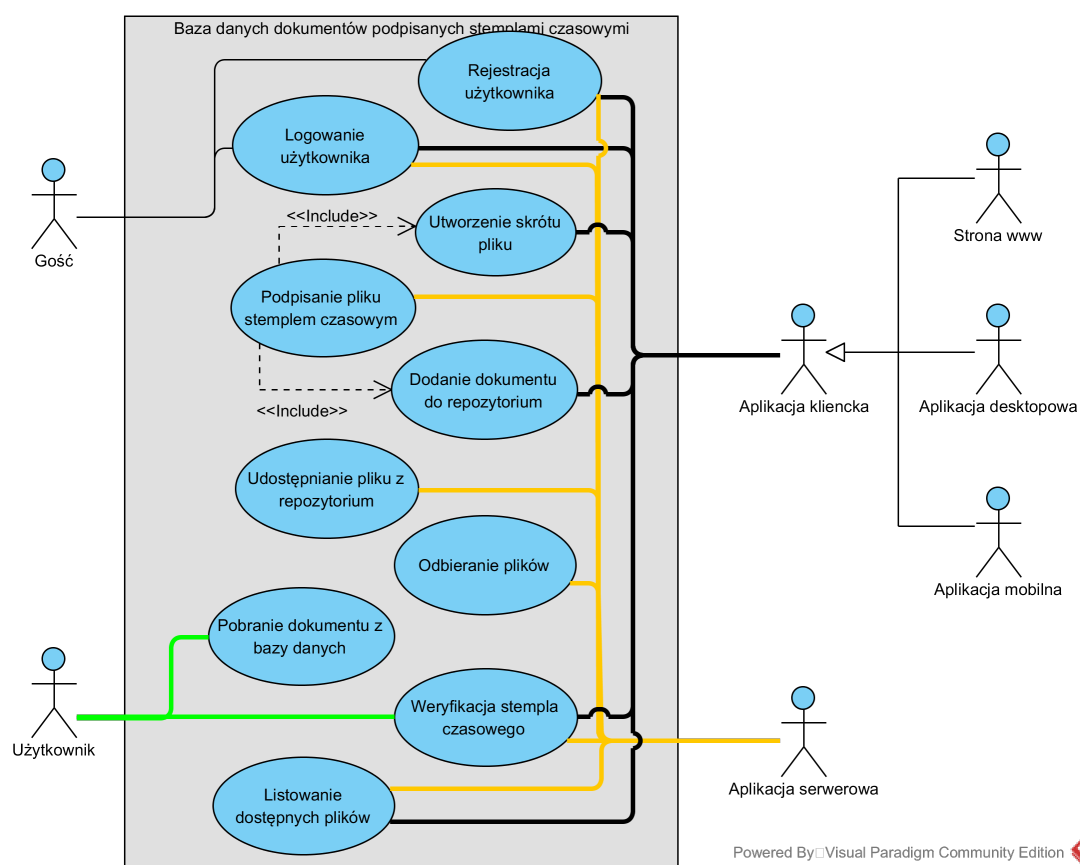 Baza danych dokumentów podpisanych stemplami czasowymi
Rejestracja
użytkownika
Logowanie
użytkownika
Gość
<<Include>>
Utworzenie skrótu
pliku
Strona www
Podpisanie pliku
stemplem czasowym
Dodanie dokumentu
do repozytorium
<<Include>>
Aplikacja kliencka
Aplikacja desktopowa
Udostępnianie pliku z
repozytorium
Odbieranie plików
Aplikacja mobilna
Pobranie dokumentu z
bazy danych
Użytkownik
Weryfikacja stempla
czasowego
Aplikacja serwerowa
Listowanie
dostępnych plików
Powered By□Visual Paradigm Community Edition